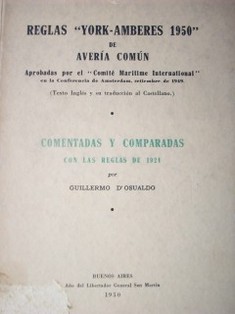 REGLAS "YORK-AMBERES 1950"
DE
AVERÍA COMÚN
Aprobadas por el "Comité Marítimo International"
en la Conferencia de Amsterdam, setiembre de 1949.
(Texto Inglés y su traducción al Castellano.)
COMENTADAS Y COMPARADAS
CON LAS REGLAS DE 1924
por
GUILLERMO D'OSUALDO
BUENOS AIRES
Año del Libertador General San Martín
1950